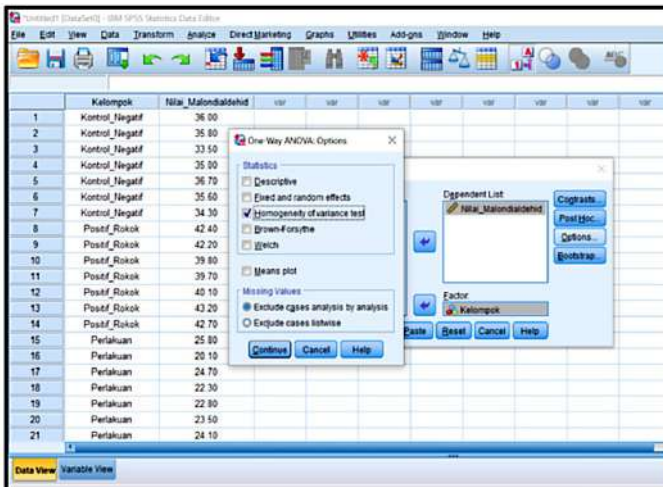 *Untitled1 [DataSet0] - IBM SPSS Statistics Data Editor
File Edit View Data Transform Analyze Direct Marketing Graphs Utilities Add-ons Window Help
Kelompok Nilai_Malondialdehid var var var var var var var var
1 Kontrol_Negatif 36.00
2 Kontrol_Negatif 35.80
3 Kontrol_Negatif 33.50
4 Kontrol_Negatif 35.00
5 Kontrol_Negatif 36.70
6 Kontrol_Negatif 35.60
7 Kontrol_Negatif 34.30
8 Positif_Rokok 42.40
9 Positif_Rokok 42.20
10 Positif_Rokok 39.80
11 Positif_Rokok 39.70
12 Positif_Rokok 40.10
13 Positif_Rokok 43.20
14 Positif_Rokok 42.70
15 Perlakuan 25.80
16 Perlakuan 20.10
17 Perlakuan 24.70
18 Perlakuan 22.30
19 Perlakuan 22.80
20 Perlakuan 23.50
21 Perlakuan 24.10
One-Way ANOVA: Options
Statistics
Descriptive
Fixed and random effects
Homogeneity of variance test
Brown-Forsythe
Welch
Means plot
Missing Values
Exclude cases analysis by analysis
Exclude cases listwise
Continue Cancel Help
Dependent List:
Nilai_Malondialdehid
Contrasts...
Post Hoc...
Options...
Bootstrap...
Factor
Kelompok
Paste Reset Cancel Help
Data View Variable View